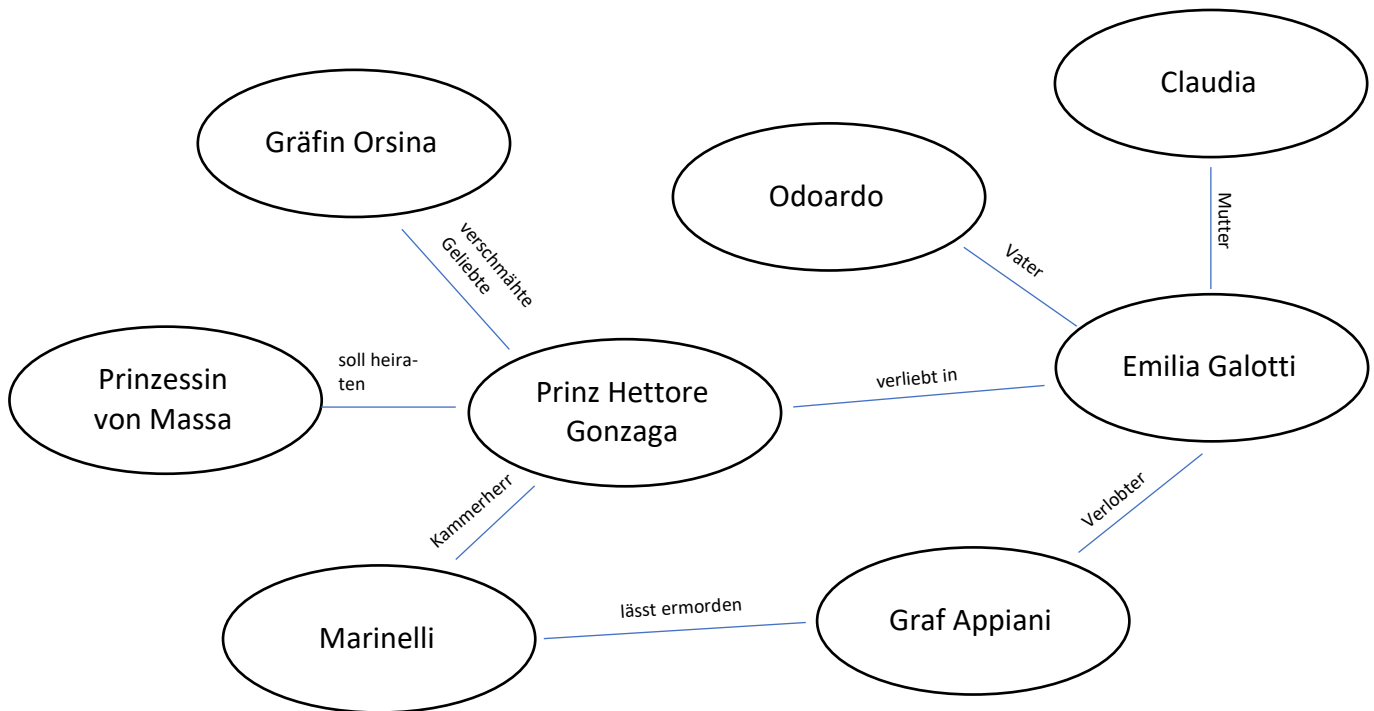 Claudia
Gräfin Orsina
Odoardo
Mutter
verschmähte
Geliebte
Vater
soll heira-
ten
Prinzessin
von Massa
Prinz Hettore
Gonzaga
verliebt in
Emilia Galotti
Kammerherr
Verlobter
lässt ermorden
Marinelli
Graf Appiani